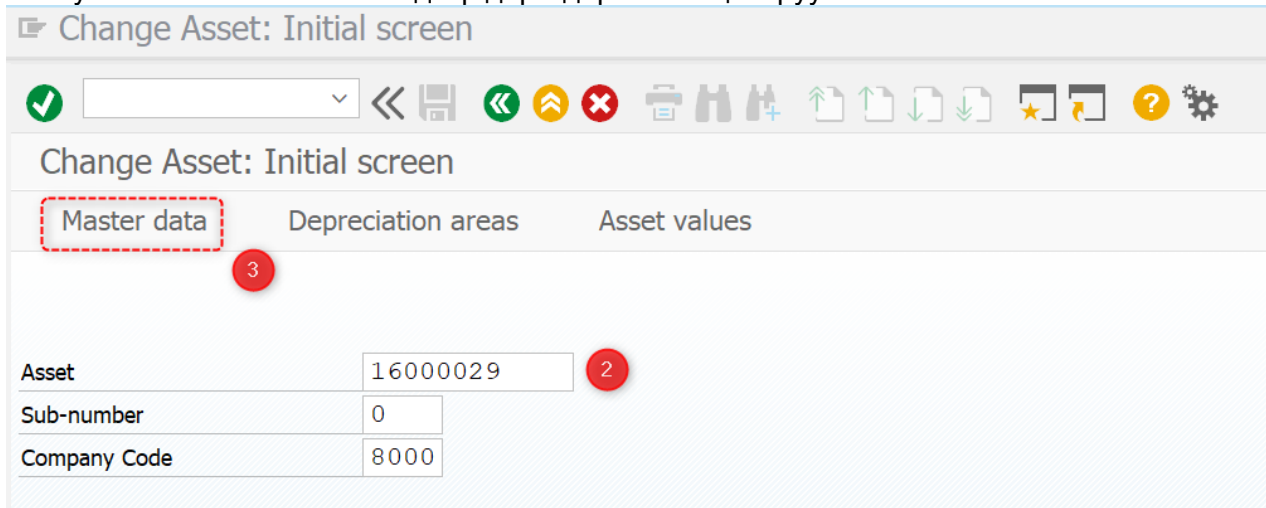 Change Asset: Initial screen
Change Asset: Initial screen
Master data Depreciation areas Asset values
3
Asset 16000029 2
Sub-number 0
Company Code 8000